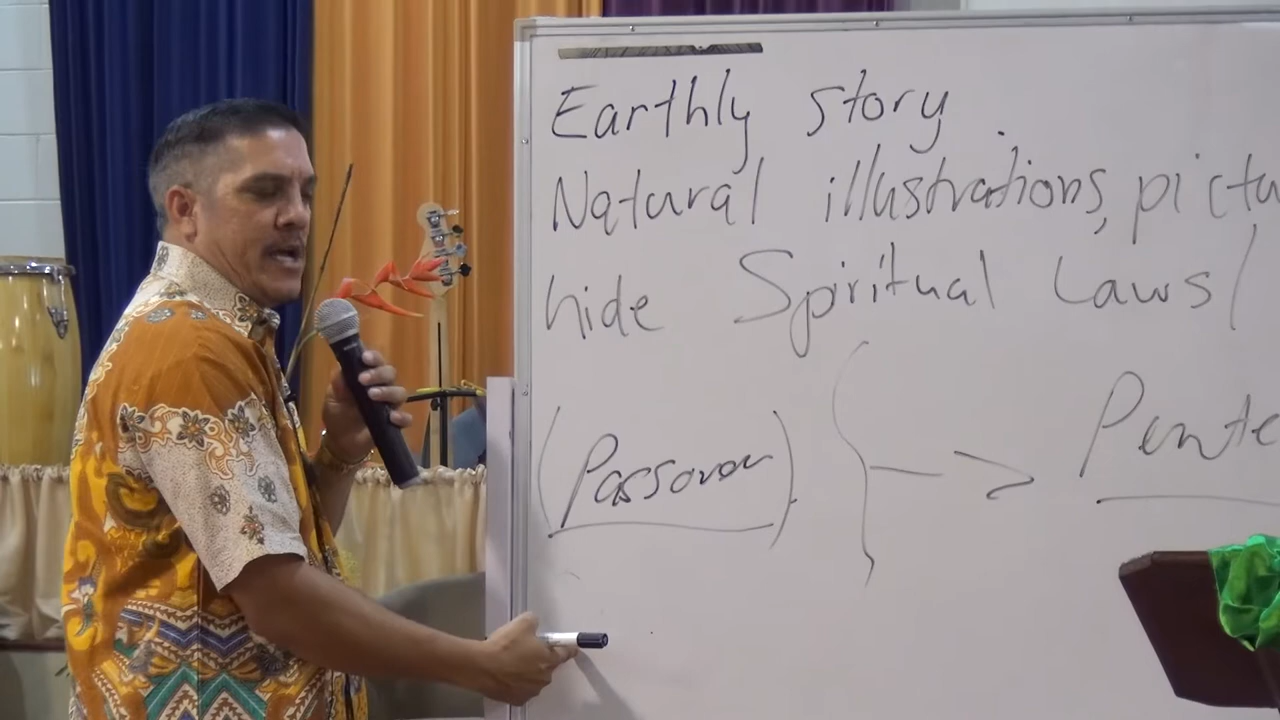 Earthly story
Natural illustrations, pictu
hide Spiritual Laws/
(Passover) { -> Pente